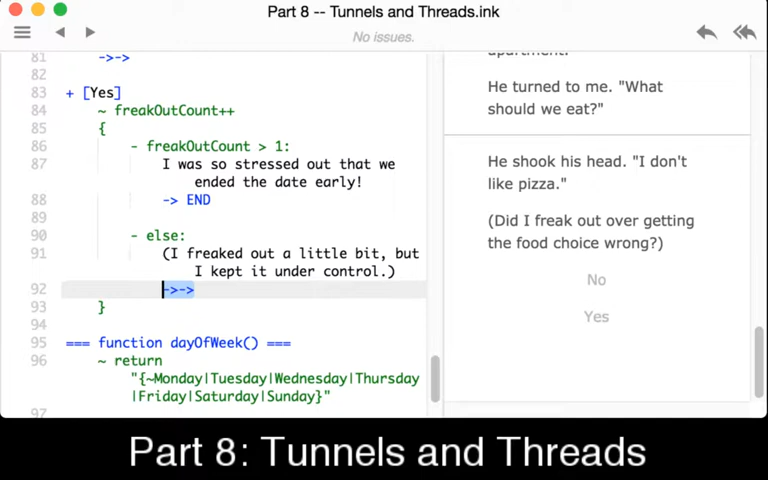 Part 8 -- Tunnels and Threads.ink
No issues.
81 ->->
82
83 + [Yes]
84 ~ freakOutCount++
85 {
86 - freakOutCount > 1:
87 I was so stressed out that we
ended the date early!
88 -> END
89
90 - else:
91 (I freaked out a little bit, but
I kept it under control.)
92 ->->
93 }
94
95 === function dayOfWeek() ===
96 ~ return
"{~Monday|Tuesday|Wednesday|Thursday
|Friday|Saturday|Sunday}"
97
apartment.
He turned to me. "What
should we eat?"
He shook his head. "I don't
like pizza."
(Did I freak out over getting
the food choice wrong?)
No
Yes
Part 8: Tunnels and Threads